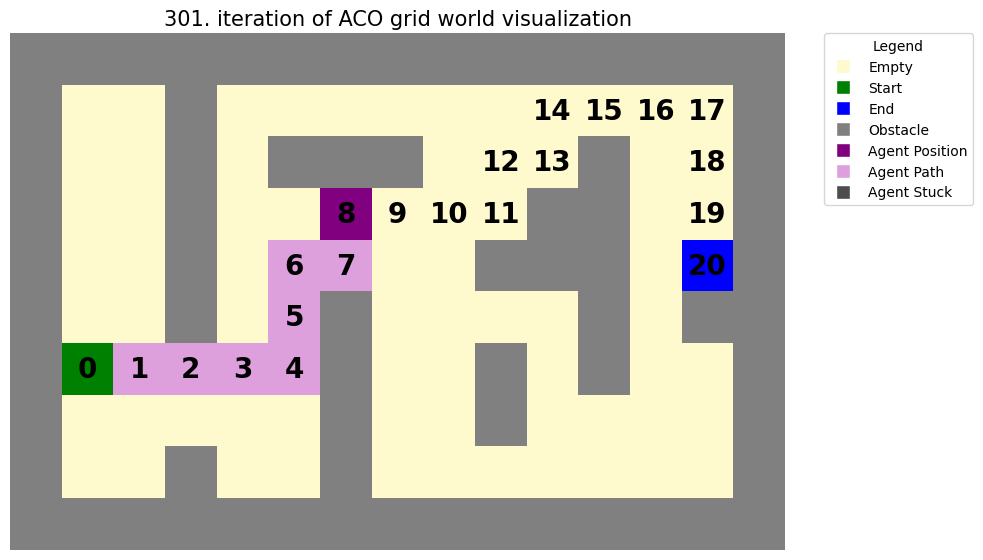 301. iteration of ACO grid world visualization
14 15 16 17
12 13 18
8 9 10 11 19
6 7 20
5
0 1 2 3 4
Legend
Empty
Start
End
Obstacle
Agent Position
Agent Path
Agent Stuck